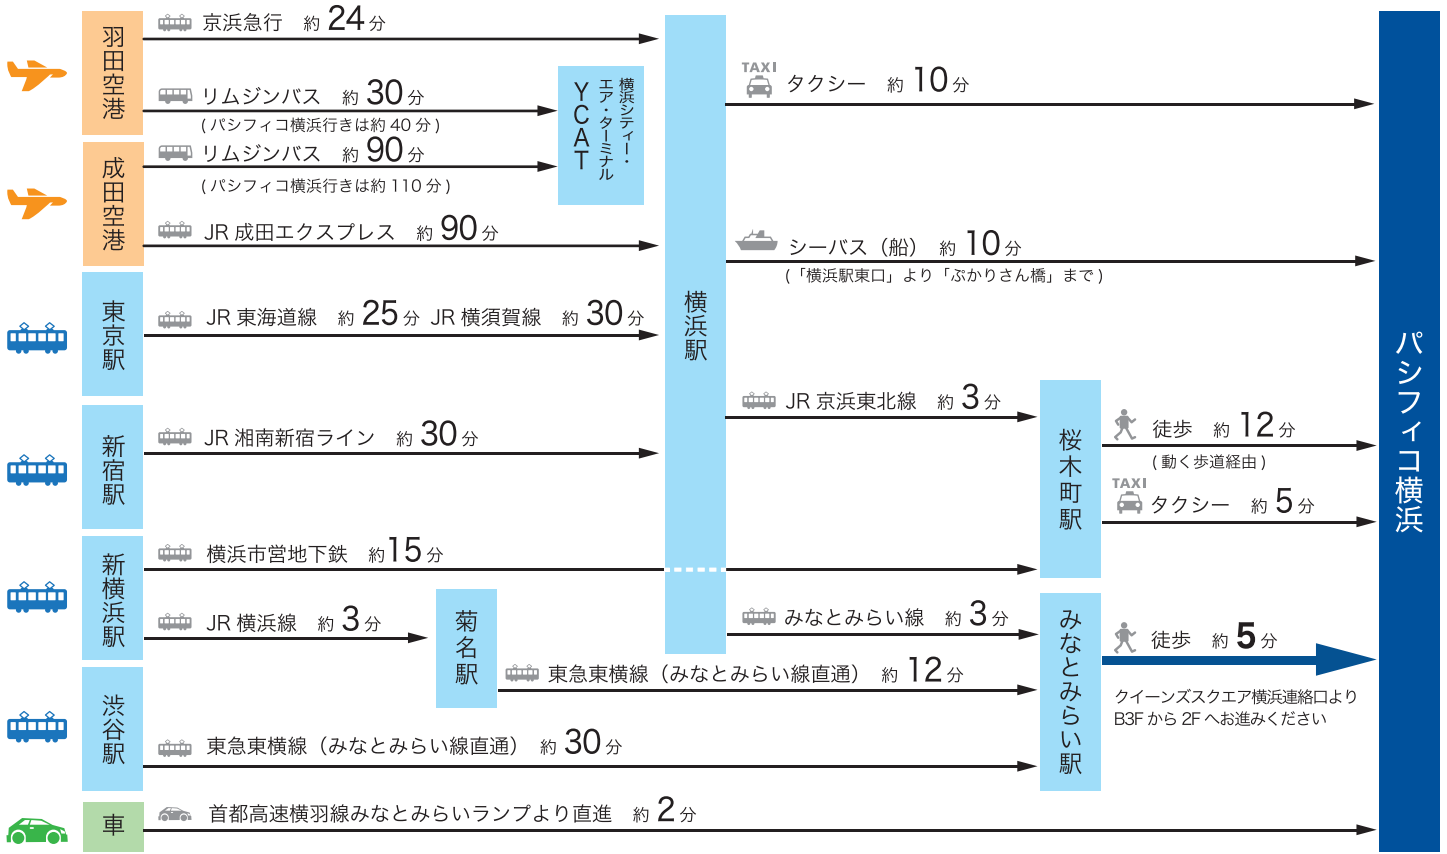 羽田空港
京浜急行 約24分
リムジンバス 約30分
(パシフィコ横浜行きは約40分)
成田空港
リムジンバス 約90分
(パシフィコ横浜行きは約110分)
JR成田エクスプレス 約90分
横浜シティー・
エア・ターミナル
YCAT
東京駅
JR東海道線 約25分 JR横須賀線 約30分
新宿駅
JR湘南新宿ライン 約30分
新横浜駅
横浜市営地下鉄 約15分
JR横浜線 約3分
菊名駅
東急東横線（みなとみらい線直通） 約12分
渋谷駅
東急東横線（みなとみらい線直通） 約30分
車
首都高速横羽線みなとみらいランプより直進 約2分
横浜駅
TAXI
タクシー 約10分
シーバス（船） 約10分
(「横浜駅東口」より「ぷかりさん橋」まで)
JR京浜東北線 約3分
みなとみらい線 約3分
桜木町駅
徒歩 約12分
(動く歩道経由)
TAXI
タクシー 約5分
みなとみらい駅
徒歩 約5分
クイーンズスクエア横浜連絡口より
B3Fから2Fへお進みください
パシフィコ横浜